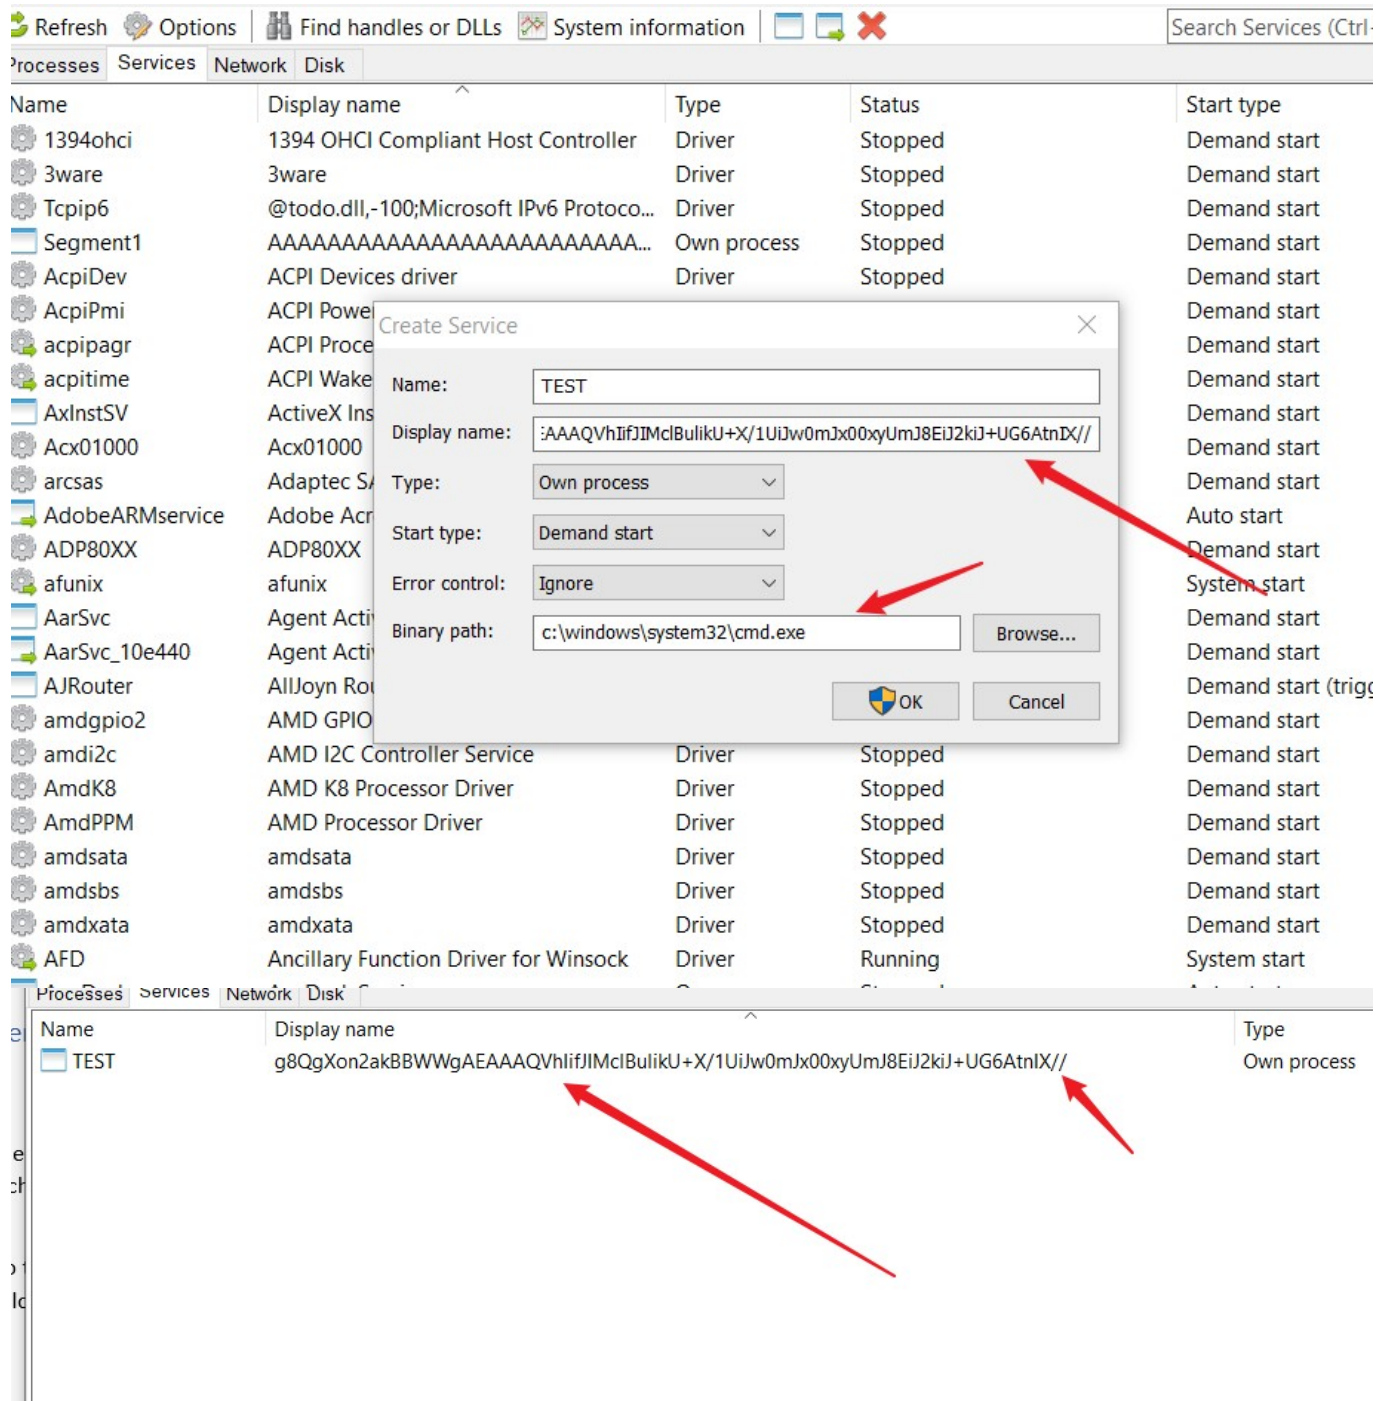 Refresh Options Find handles or DLLs System information Search Services (Ctrl+
Processes Services Network Disk
Name Display name Type Status Start type
1394ohci 1394 OHCI Compliant Host Controller Driver Stopped Demand start
3ware 3ware Driver Stopped Demand start
Tcpip6 @todo.dll,-100;Microsoft IPv6 Protoco... Driver Stopped Demand start
Segment1 AAAAAAAAAAAAAAAAAAAAAAAAA... Own process Stopped Demand start
AcpiDev ACPI Devices driver Driver Stopped Demand start
AcpiPmi ACPI Power Demand start
acpipagr ACPI Proce Demand start
acpitime ACPI Wake Demand start
AxInstSV ActiveX Ins Demand start
Acx01000 Acx01000 Demand start
arcsas Adaptec SA Demand start
AdobeARMservice Adobe Acr Auto start
ADP80XX ADP80XX Demand start
afunix afunix System start
AarSvc Agent Acti Demand start
AarSvc_10e440 Agent Acti Demand start
AJRouter AllJoyn Rou Demand start (trigg
amdgpio2 AMD GPIO Demand start
Create Service
Name: TEST
Display name: EAAAQVhIifJIMclBulikU+X/1UiJw0mJx00xyUmJ8EiJ2kiJ+UG6AtnIX//
Type: Own process
Start type: Demand start
Error control: Ignore
Binary path: c:\windows\system32\cmd.exe Browse...
OK Cancel
amdi2c AMD I2C Controller Service Driver Stopped Demand start
AmdK8 AMD K8 Processor Driver Driver Stopped Demand start
AmdPPM AMD Processor Driver Driver Stopped Demand start
amdsata amdsata Driver Stopped Demand start
amdsbs amdsbs Driver Stopped Demand start
amdxata amdxata Driver Stopped Demand start
AFD Ancillary Function Driver for Winsock Driver Running System start
Processes Services Network Disk
Name Display name Type
TEST g8QgXon2akBBWWgAEAAAQVhIifJIMclBulikU+X/1UiJw0mJx00xyUmJ8EiJ2kiJ+UG6AtnIX// Own process